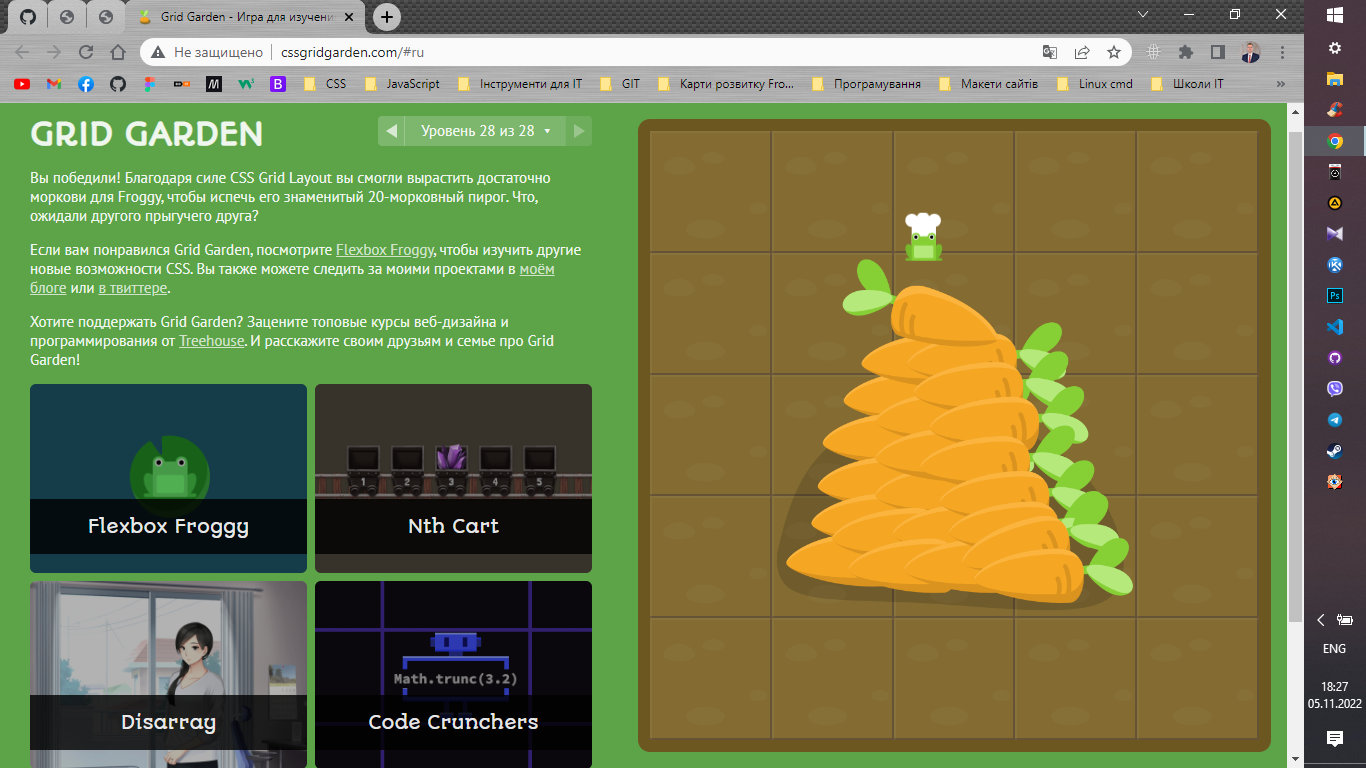 Grid Garden - Игра для изучени
Не защищено
cssgridgarden.com/#ru
CSS
JavaScript
Інструменти для ІТ
GIT
Карти розвитку Fro...
Програмування
Макети сайтів
Linux cmd
Школи ІТ
GRID GARDEN
Уровень 28 из 28
Вы победили! Благодаря силе CSS Grid Layout вы смогли вырастить достаточно
моркови для Froggy, чтобы испечь его знаменитый 20-морковный пирог. Что,
ожидали другого прыгучего друга?
Если вам понравился Grid Garden, посмотрите Flexbox Froggy, чтобы изучить другие
новые возможности CSS. Вы также можете следить за моими проектами в моём
блоге или в твиттере.
Хотите поддержать Grid Garden? Зацените топовые курсы веб-дизайна и
программирования от Treehouse. И расскажите своим друзьям и семье про Grid
Garden!
Flexbox Froggy
1 2 3 4 5
Nth Cart
Disarray
Math.trunc(3.2)
Code Crunchers
Ps
ENG
18:27
05.11.2022